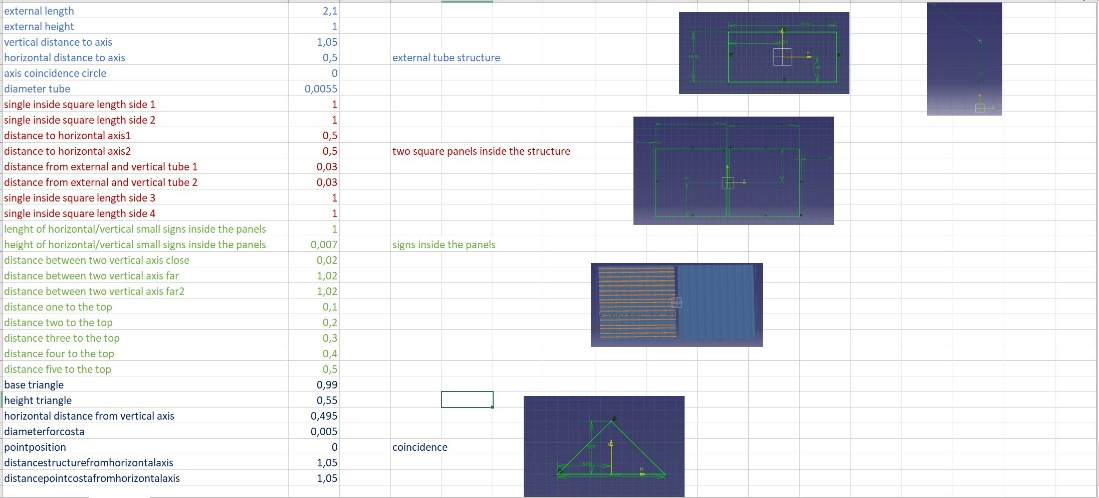 external length 2,1
external height 1
vertical distance to axis 1,05
horizontal distance to axis 0,5 external tube structure
axis coincidence circle 0
diameter tube 0,0055
single inside square length side 1 1
single inside square length side 2 1
distance to horizontal axis1 0,5
distance to horizontal axis2 0,5 two square panels inside the structure
distance from external and vertical tube 1 0,03
distance from external and vertical tube 2 0,03
single inside square length side 3 1
single inside square length side 4 1
lenght of horizontal/vertical small signs inside the panels 1
height of horizontal/vertical small signs inside the panels 0,007 signs inside the panels
distance between two vertical axis close 0,02
distance between two vertical axis far 1,02
distance between two vertical axis far2 1,02
distance one to the top 0,1
distance two to the top 0,2
distance three to the top 0,3
distance four to the top 0,4
distance five to the top 0,5
base triangle 0,99
height triangle 0,55
horizontal distance from vertical axis 0,495
diameterforcosta 0,005
pointposition 0 coincidence
distancestructurefromhorizontalaxis 1,05
distancepointcostafromhorizontalaxis 1,05